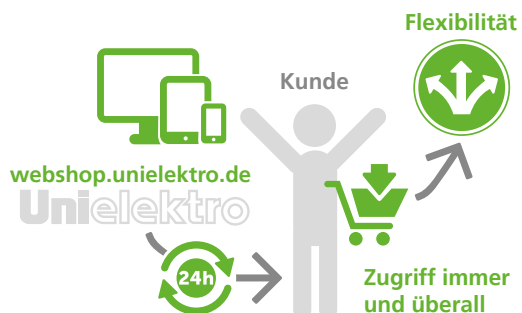 Flexibilität
Kunde
webshop.unielektro.de
Unielektro
24h
Zugriff immer
und überall